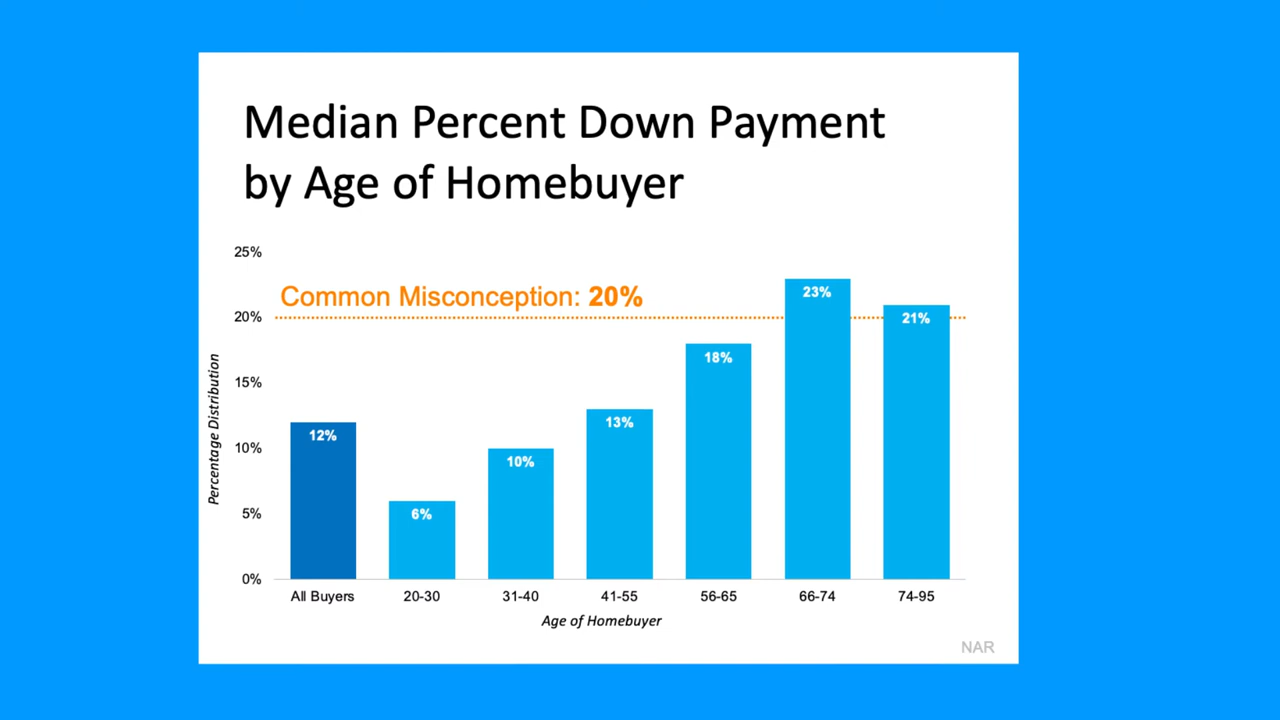 Median Percent Down Payment
by Age of Homebuyer
25%
Common Misconception: 20%
20%
15%
10%
5%
0%
Percentage Distribution
12%
6%
10%
13%
18%
23%
21%
All Buyers
20-30
31-40
41-55
56-65
66-74
74-95
Age of Homebuyer
NAR